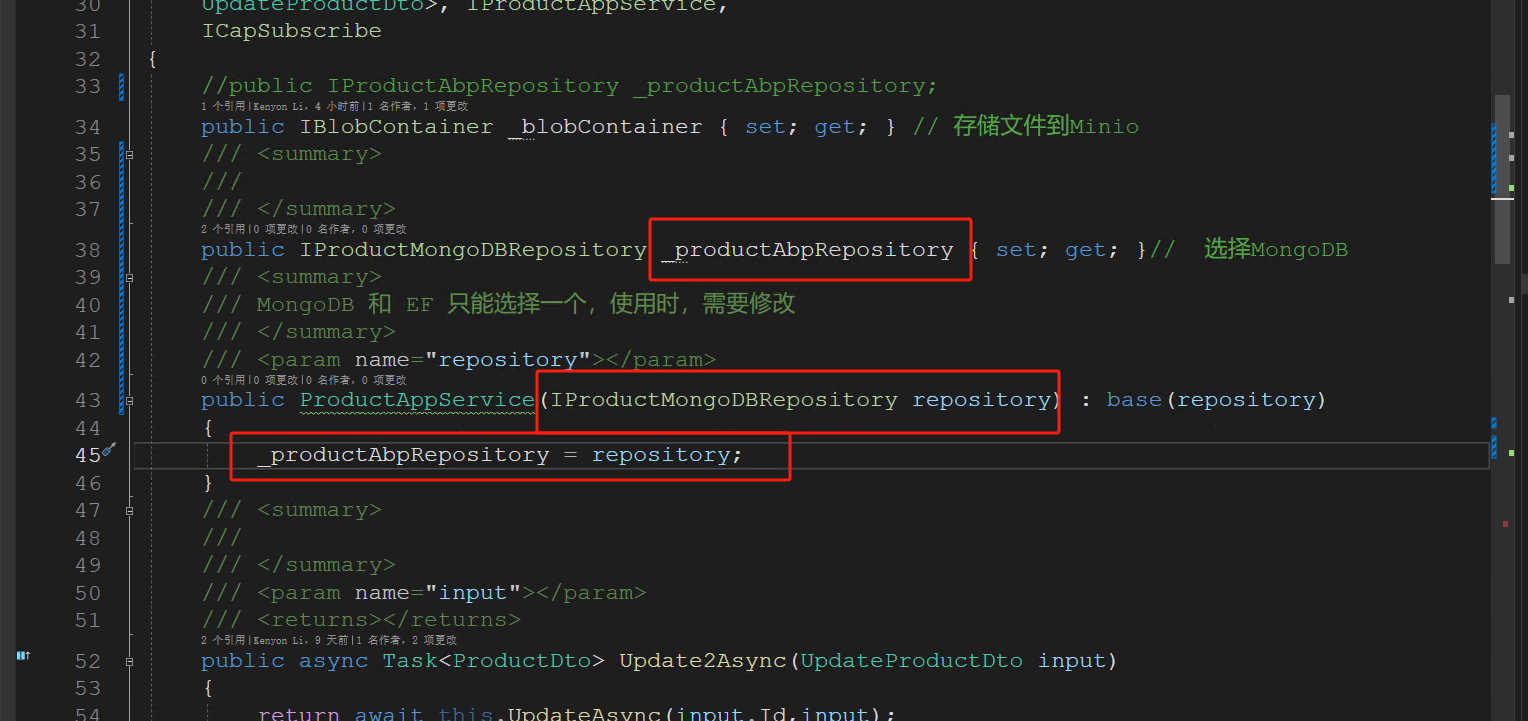 30 UpdateProductDto>, IProductAppService,
31 ICapSubscribe
32 {
33 //public IProductAbpRepository _productAbpRepository;
1 个引用|Kenyon Li, 4 小时前|1 名作者, 1 项更改
34 public IBlobContainer _blobContainer { set; get; } // 存储文件到Minio
35 /// <summary>
36 ///
37 /// </summary>
2 个引用|0 项更改|0 名作者, 0 项更改
38 public IProductMongoDBRepository _productAbpRepository { set; get; }// 选择MongoDB
39 /// <summary>
40 /// MongoDB 和 EF 只能选择一个，使用时，需要修改
41 /// </summary>
42 /// <param name="repository"></param>
0 个引用|0 项更改|0 名作者, 0 项更改
43 public ProductAppService(IProductMongoDBRepository repository) : base(repository)
44 {
45 _productAbpRepository = repository;
46 }
47 /// <summary>
48 ///
49 /// </summary>
50 /// <param name="input"></param>
51 /// <returns></returns>
2 个引用|Kenyon Li, 9 天前|1 名作者, 2 项更改
52 public async Task<ProductDto> Update2Async(UpdateProductDto input)
53 {
54 return await this.UpdateAsync(input.Id,input);